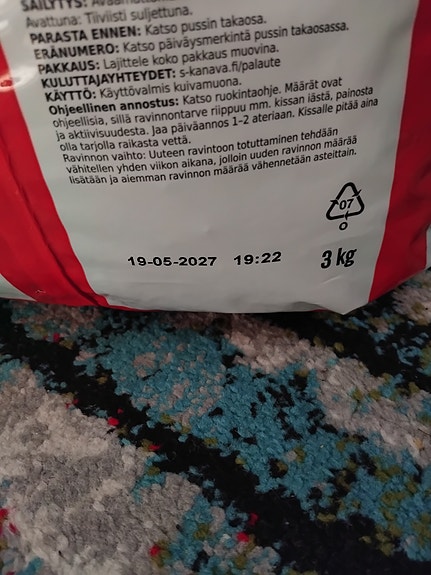 SÄILYTYS: Avaamattomana
Avattuna: Tiiviisti suljettuna.
PARASTA ENNEN: Katso pussin takaosa.
ERÄNUMERO: Katso päiväysmerkintä pussin takaosassa.
PAKKAUS: Lajittele koko pakkaus muovina.
KULUTTAJAYHTEYDET: s-kanava.fi/palaute
KÄYTTÖ: Käyttövalmis kuivamuona.
Ohjeellinen annostus: Katso ruokintaohje. Määrät ovat
ohjeellisia, sillä ravinnontarve riippuu mm. kissan iästä, painosta
ja aktiivisuudesta. Jaa päiväannos 1–2 ateriaan. Kissalle pitää aina
olla tarjolla raikasta vettä.
Ravinnon vaihto: Uuteen ravintoon totuttaminen tehdään
vähitellen yhden viikon aikana, jolloin uuden ravinnon määrää
lisätään ja aiemman ravinnon määrää vähennetään asteittain.
07
O
19-05-2027 19:22
3 kg